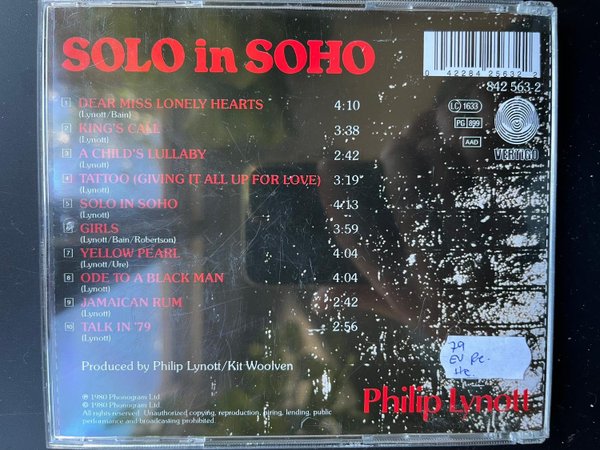 SOLO in SOHO
0 42284 25632 2
842 563-2
1 DEAR MISS LONELY HEARTS 4:10
(Lynott/Bain)
2 KING'S CALL 3:38
(Lynott)
3 A CHILD'S LULLABY 2:42
(Lynott)
4 TATTOO (GIVING IT ALL UP FOR LOVE) 3:19
(Lynott)
5 SOLO IN SOHO 4:13
(Lynott)
6 GIRLS 3:59
(Lynott/Bain/Robertson)
7 YELLOW PEARL 4:04
(Lynott/Ure)
8 ODE TO A BLACK MAN 4:04
(Lynott)
9 JAMAICAN RUM 2:42
(Lynott)
10 TALK IN '79 2:56
(Lynott)
LC 1633
PG 899
AAD
VERTIGO
Produced by Philip Lynott/Kit Woolven
79
EV
Philip Lynott
℗ 1980 Phonogram Ltd.
© 1980 Phonogram Ltd.
All rights reserved. Unauthorized copying, reproduction, hiring, lending, public
performance and broadcasting prohibited.